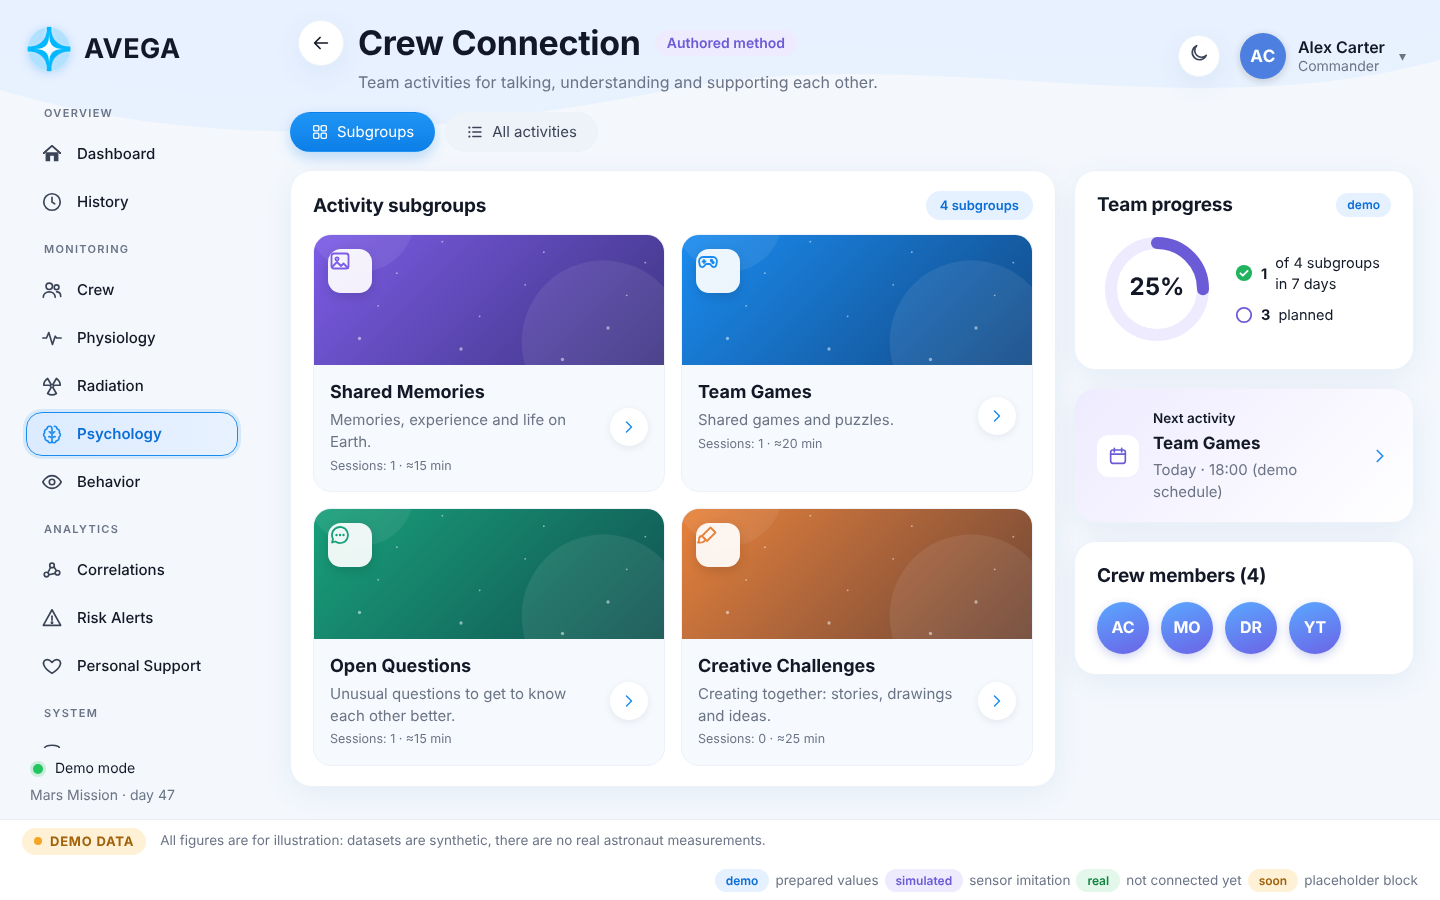 AVEGA
OVERVIEW
Dashboard
History
MONITORING
Crew
Physiology
Radiation
Psychology
Behavior
ANALYTICS
Correlations
Risk Alerts
Personal Support
SYSTEM
Demo mode
Mars Mission · day 47
Crew Connection
Authored method
Team activities for talking, understanding and supporting each other.
AC
Alex Carter
Commander
Subgroups
All activities
Activity subgroups
4 subgroups
Shared Memories
Memories, experience and life on
Earth.
Sessions: 1 · ≈15 min
Team Games
Shared games and puzzles.
Sessions: 1 · ≈20 min
Open Questions
Unusual questions to get to know
each other better.
Sessions: 1 · ≈15 min
Creative Challenges
Creating together: stories, drawings
and ideas.
Sessions: 0 · ≈25 min
Team progress
demo
25%
1 of 4 subgroups
in 7 days
3 planned
Next activity
Team Games
Today · 18:00 (demo
schedule)
Crew members (4)
AC MO DR YT
DEMO DATA
All figures are for illustration: datasets are synthetic, there are no real astronaut measurements.
demo prepared values simulated sensor imitation real not connected yet soon placeholder block